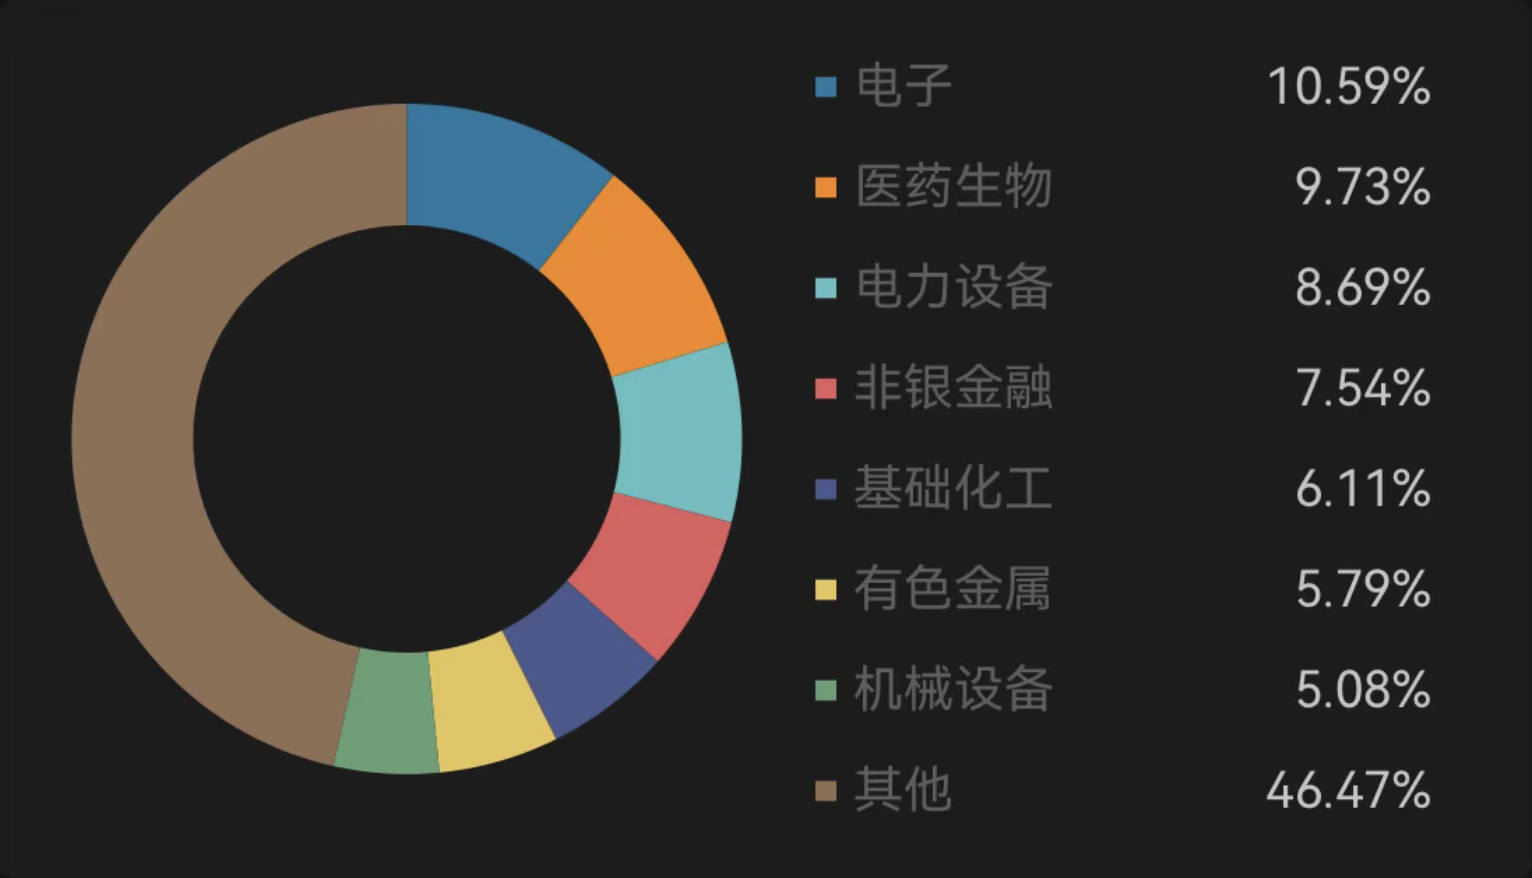 电子 10.59%
医药生物 9.73%
电力设备 8.69%
非银金融 7.54%
基础化工 6.11%
有色金属 5.79%
机械设备 5.08%
其他 46.47%